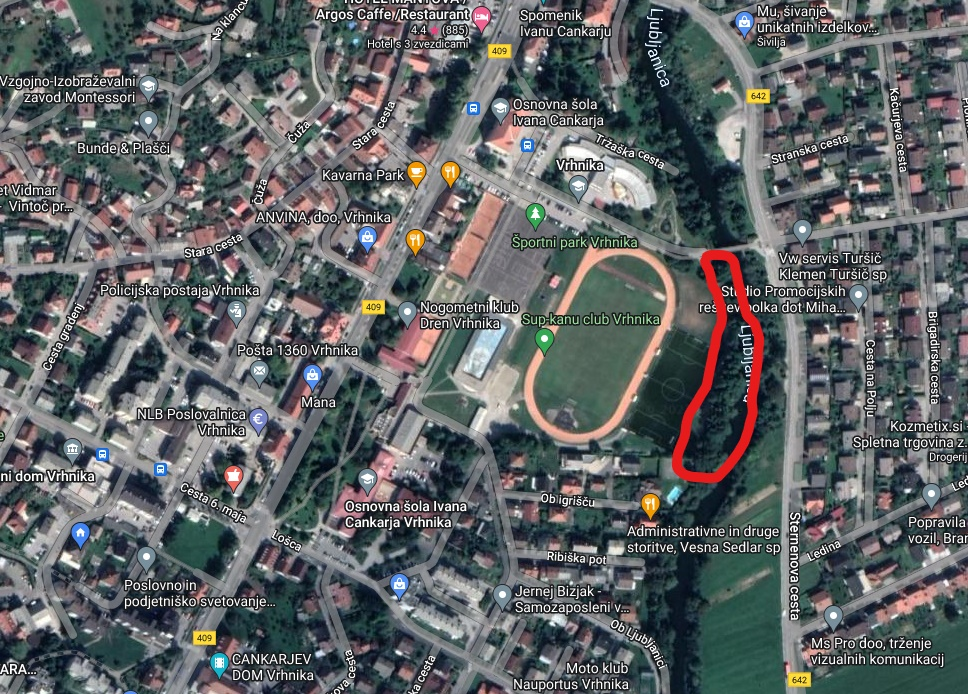 HOTEL MANTOVA /
Argos Caffe /Restaurant
4.4 (885)
Hotel s 3 zvezdicami
Na klancu
Spomenik
Ivanu Cankarju
409
Ljubljanica
Mu, šivanje
unikatnih izdelkov...
Šivilja
642
Vzgojno-Izobraževalni
zavod Montessori
Bunde & Plašči
Čuža
Stara cesta
Osnovna šola
Ivana Cankarja
Tržaška cesta
Vrhnika
Stranska cesta
Kačurjeva cesta
Kavarna Park
et Vidmar
- Vintoč pr...
Čuža
ANVINA, doo, Vrhnika
Stara cesta
Športni park Vrhnika
Vw servis Turšič
Klemen Turšič sp
Policijska postaja Vrhnika
409
Nogometni klub
Dren Vrhnika
Sup-kanu club Vrhnika
Studio Promocijskih
dot Miha...
Cesta gradenj
Pošta 1360 Vrhnika
Mana
NLB Poslovalnica
Vrhnika
Cesta na Polju
Brigadirska cesta
Kozmetix.si -
Spletna trgovina z...
Drogerij
ni dom Vrhnika
Cesta 6. maja
Lošca
Osnovna šola Ivana
Cankarja Vrhnika
Ob igrišču
Administrativne in druge
storitve, Vesna Sedlar sp
Sternenova cesta
Ledina
Led
Popravila
vozil, Bran
Ribiška pot
Poslovno in
podjetniško svetovanje...
Jernej Bizjak -
Samozaposleni v...
Ob Ljubljanici
409
CANKARJEV
DOM Vrhnika
ARA...
Moto klub
Nauportus Vrhnika
Ms Pro doo, trženje
vizualnih komunikacij
642